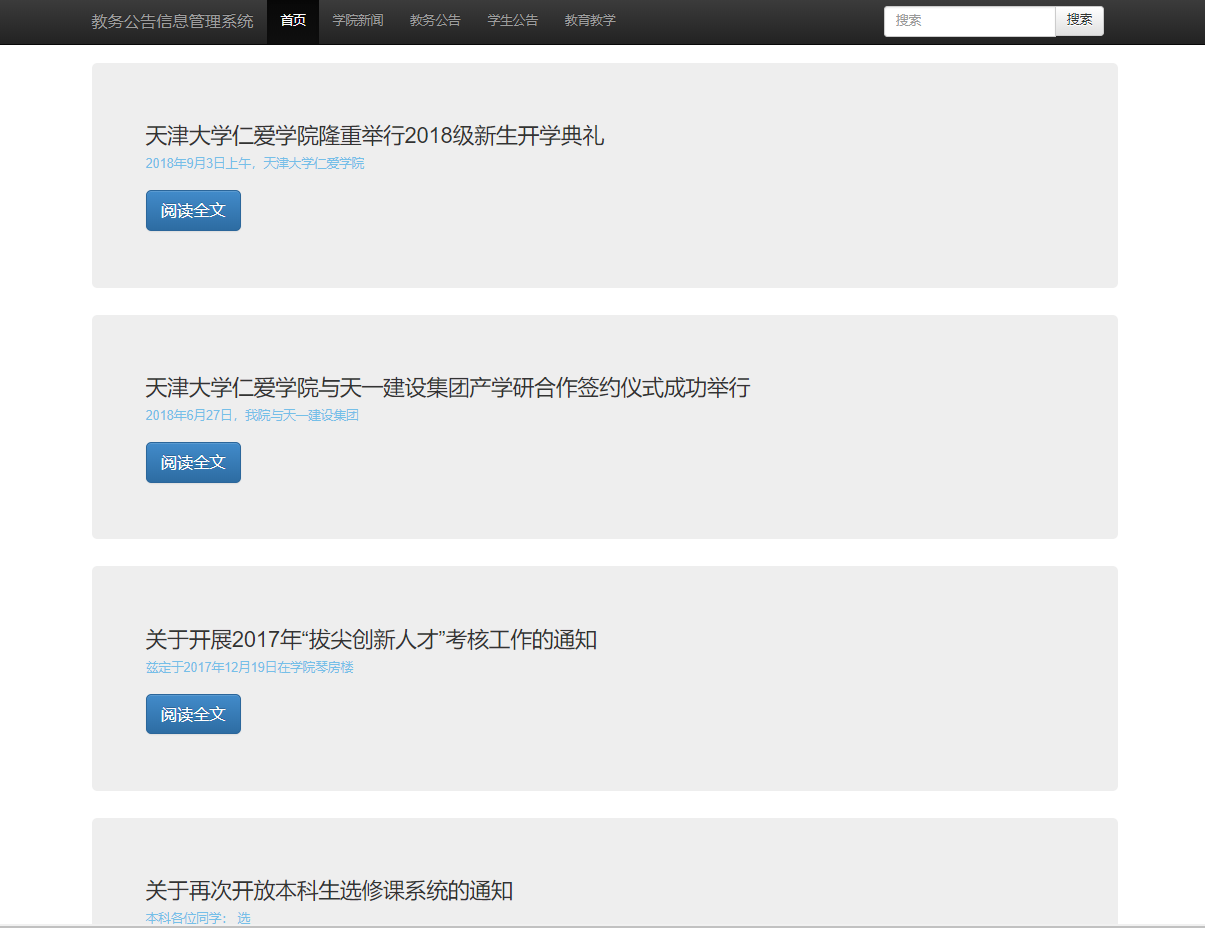 教务公告信息管理系统 首页 学院新闻 教务公告 学生公告 教育教学 搜索 搜索
天津大学仁爱学院隆重举行2018级新生开学典礼
2018年9月3日上午，天津大学仁爱学院
阅读全文
天津大学仁爱学院与天一建设集团产学研合作签约仪式成功举行
2018年6月27日，我院与天一建设集团
阅读全文
关于开展2017年“拔尖创新人才”考核工作的通知
兹定于2017年12月19日在学院琴房楼
阅读全文
关于再次开放本科生选修课系统的通知
本科各位同学： 选